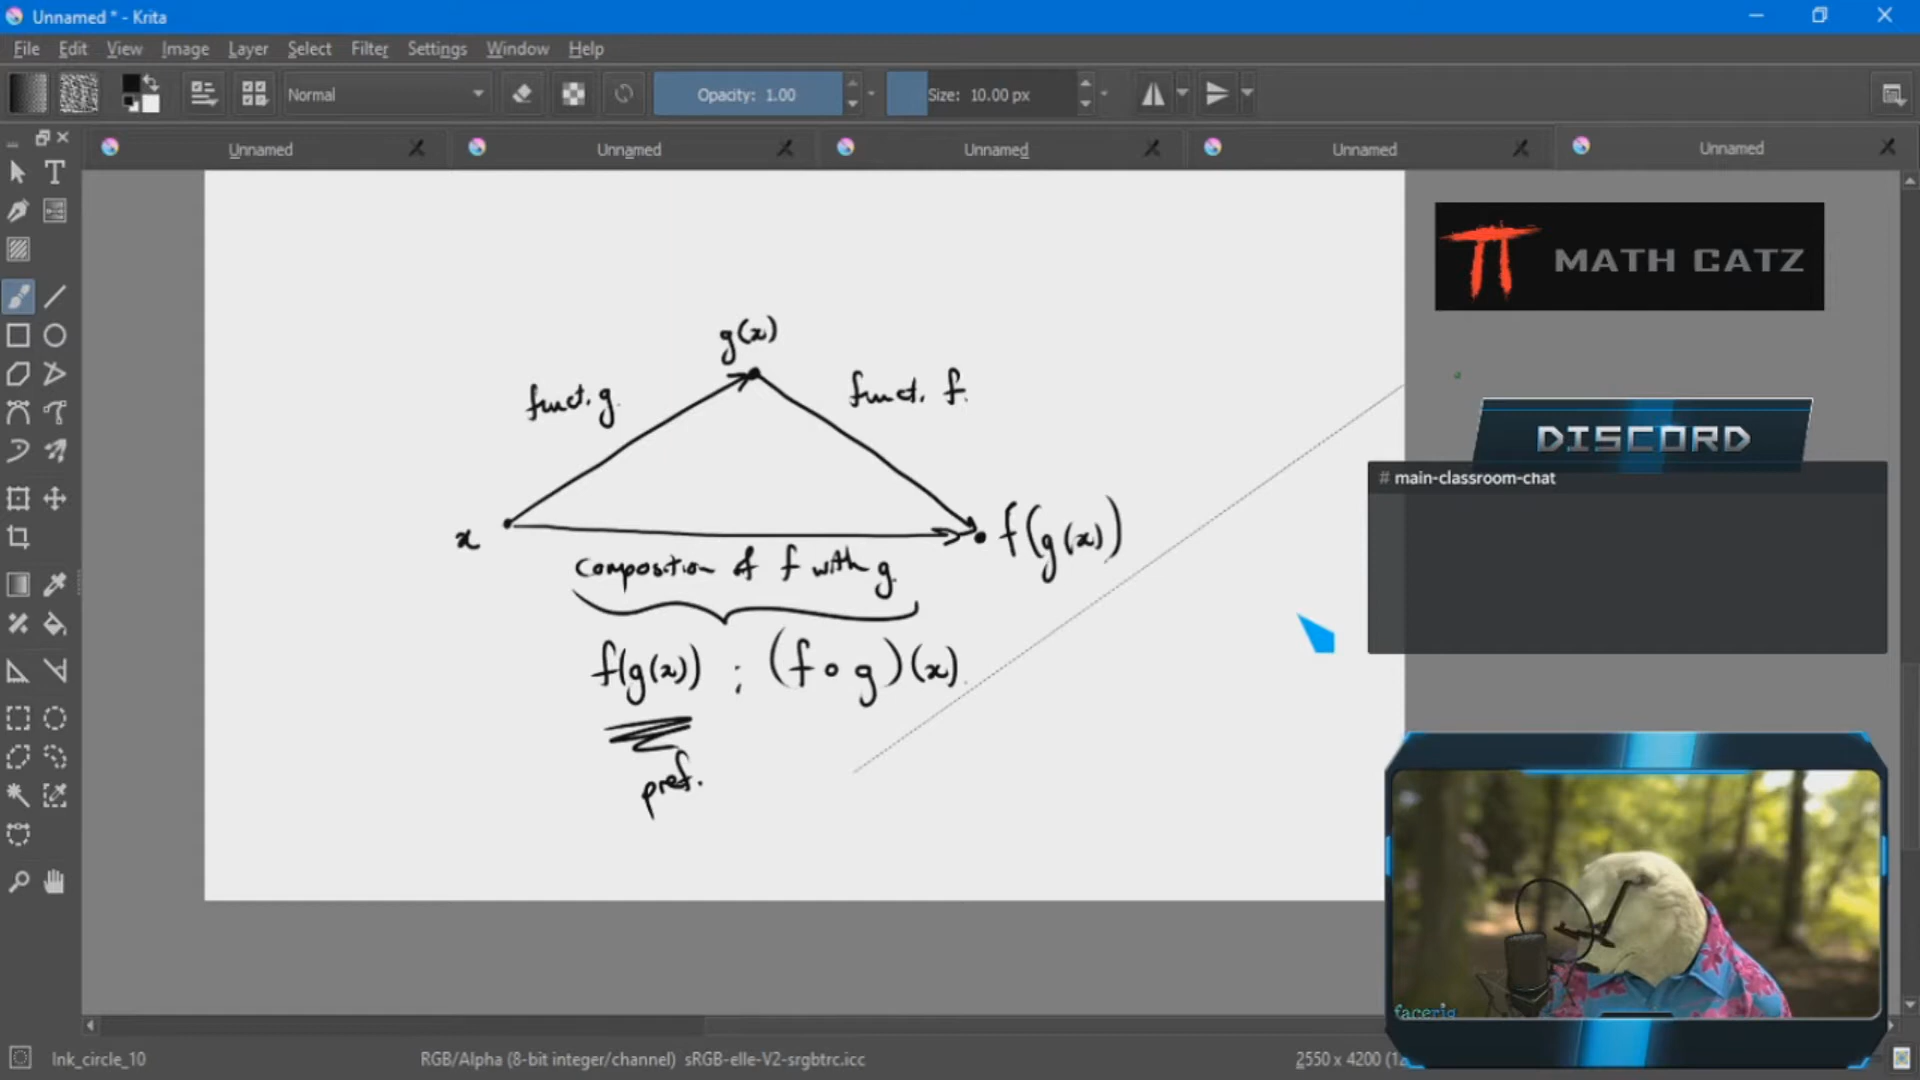 Unnamed * - Krita
File Edit View Image Layer Select Filter Settings Window Help
Normal
Opacity: 1.00
Size: 10.00 px
Unnamed
Unnamed
Unnamed
Unnamed
Unnamed
MATH CATZ
g(x)
funct. g.
funct. f.
x
f(g(x))
composition of f with g.
f(g(x)) ; (f∘g)(x).
pref.
DISCORD
# main-classroom-chat
facerig
Ink_circle_10
RGB/Alpha (8-bit integer/channel) sRGB-elle-V2-srgbtrc.icc
2550 x 4200 (12